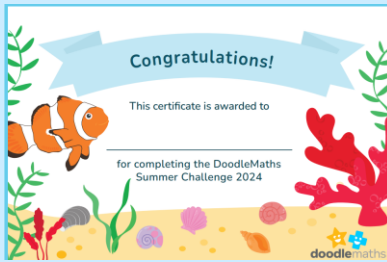 Congratulations!
This certificate is awarded to
for completing the DoodleMaths
Summer Challenge 2024
doodlemaths